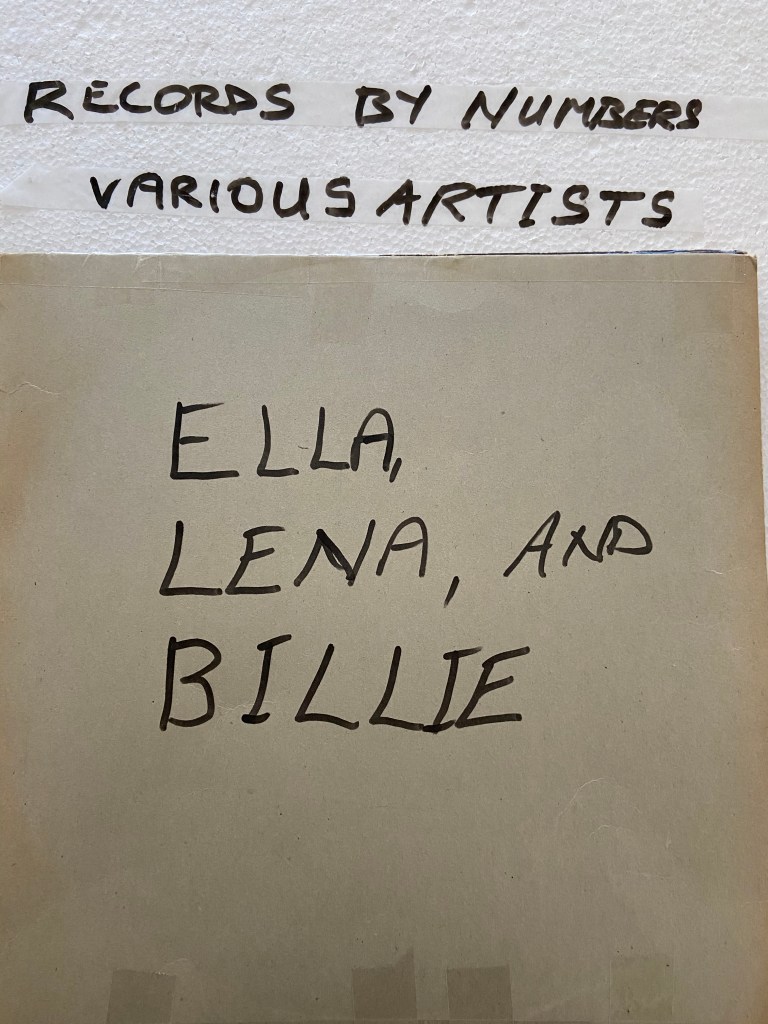 RECORDS BY NUMBERS
VARIOUS ARTISTS
ELLA,
LENA, AND
BILLIE